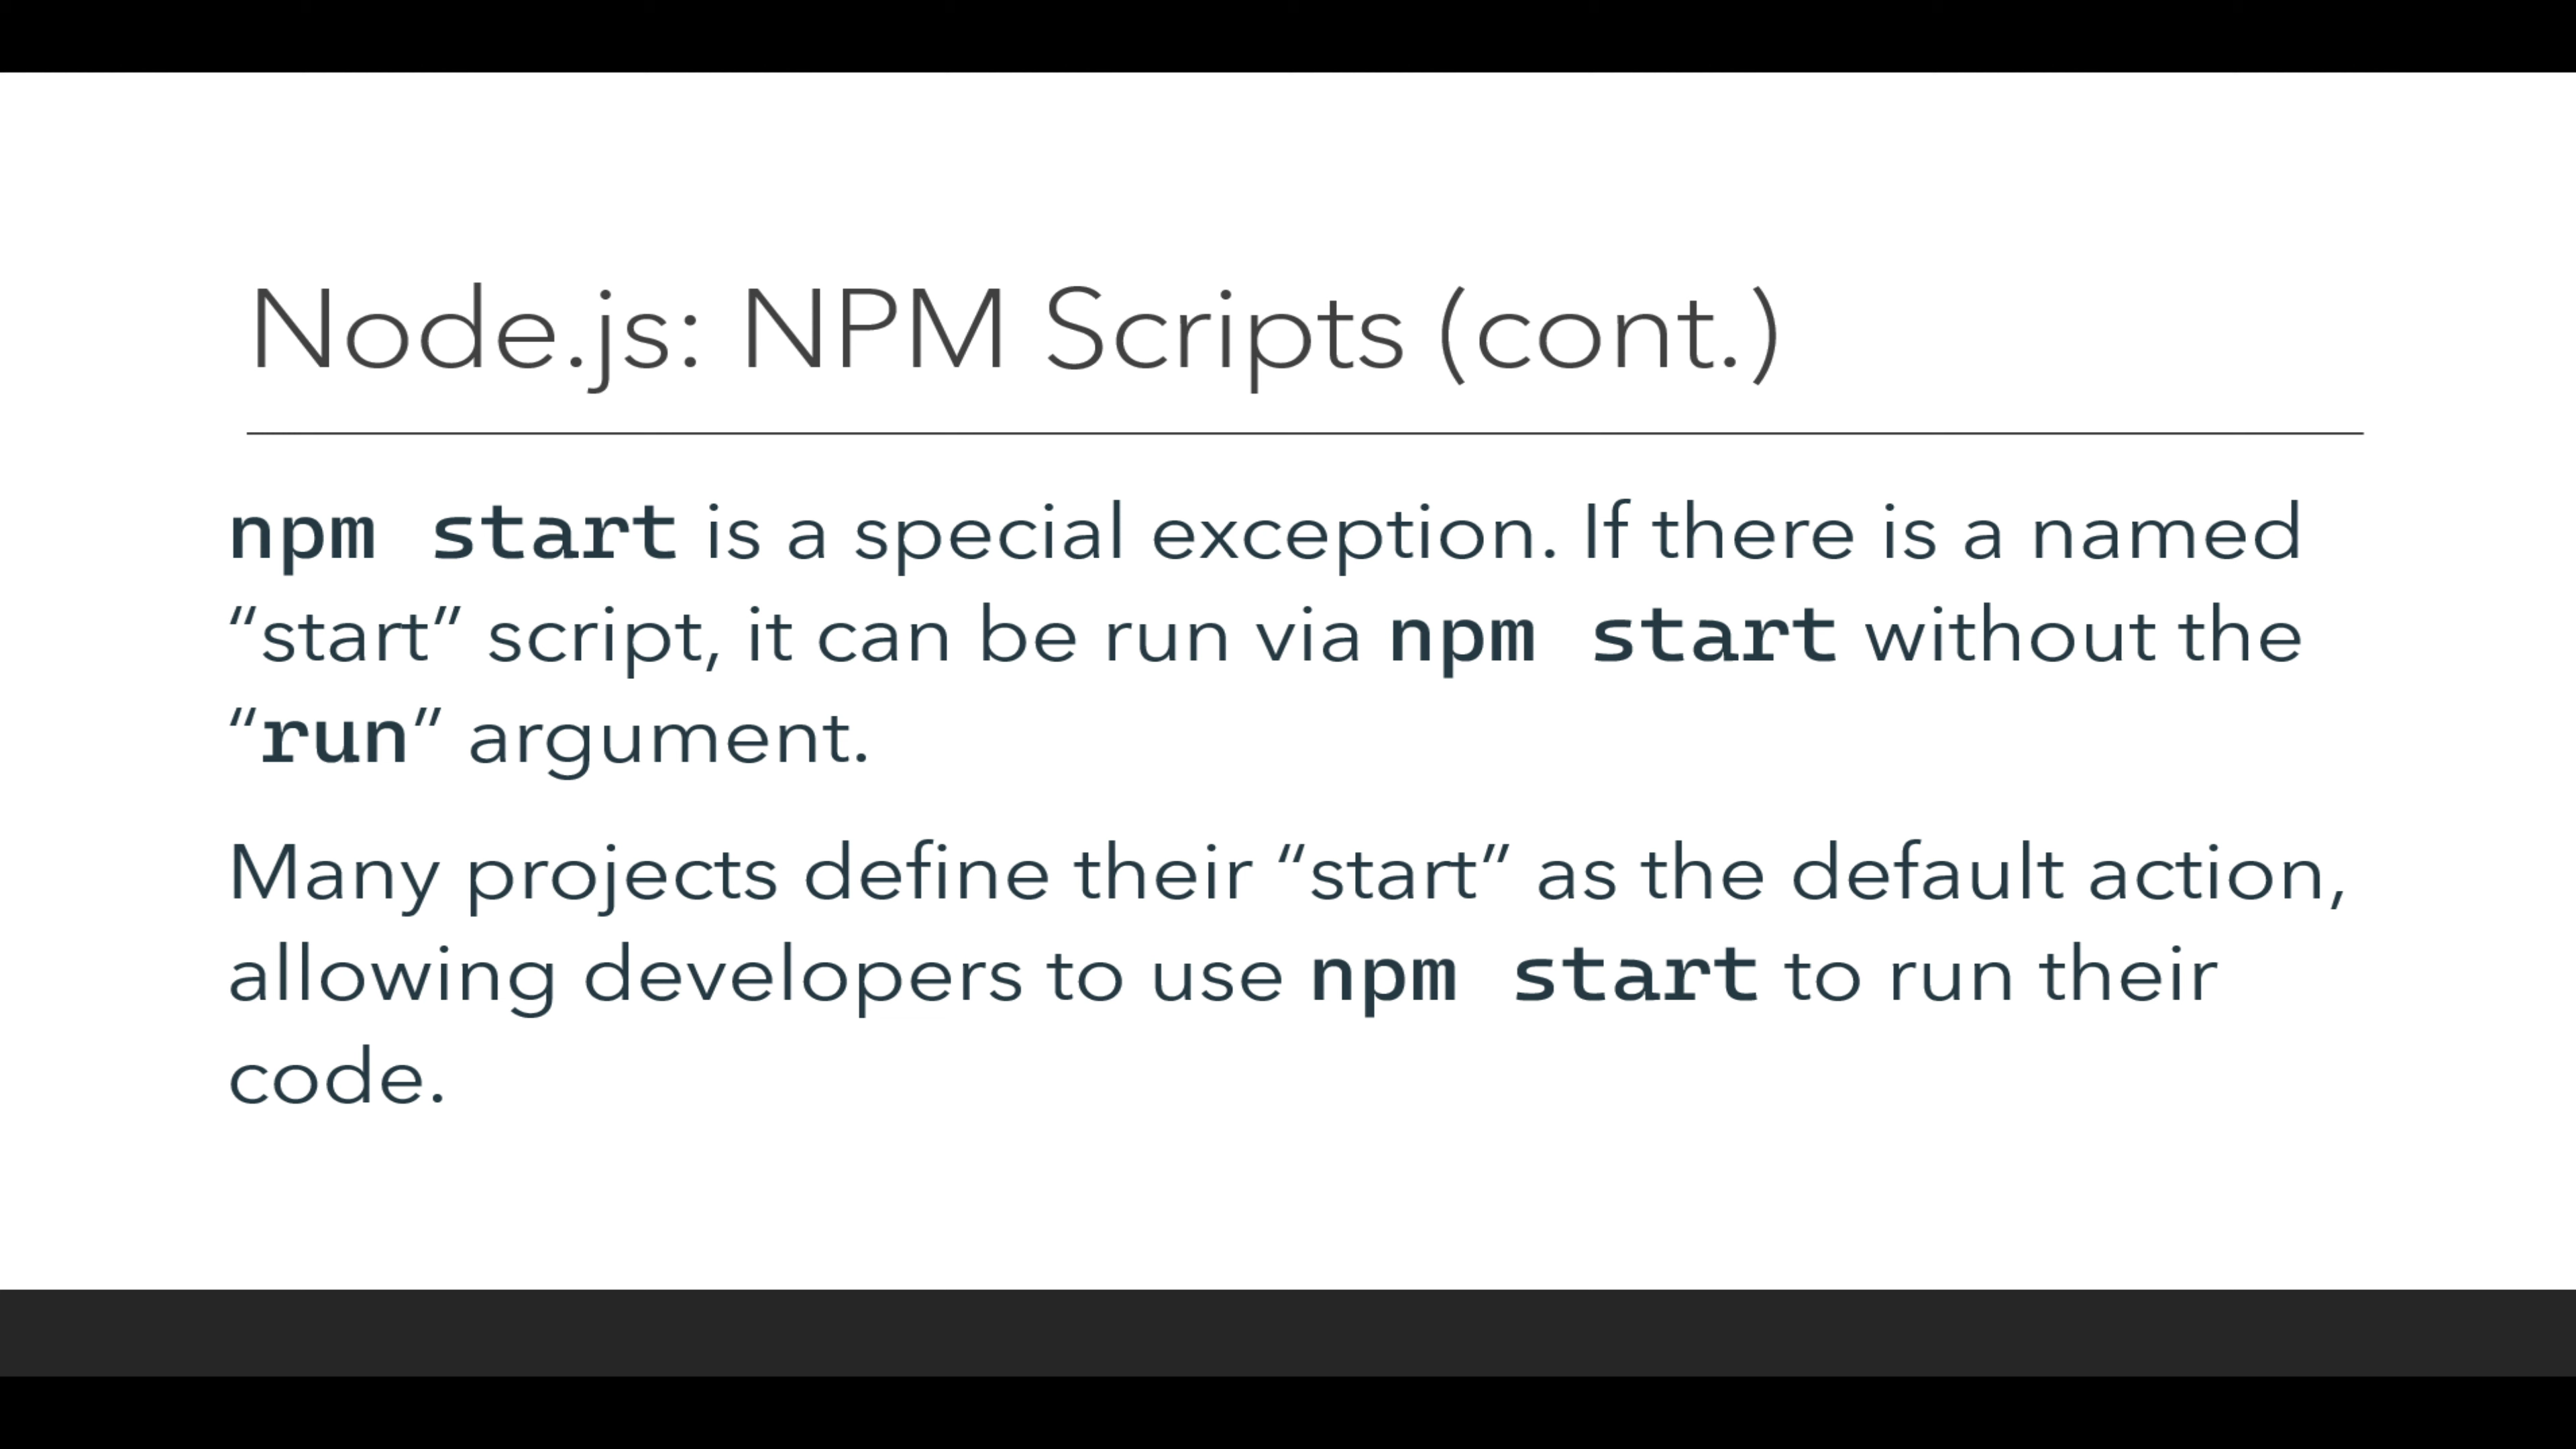 Node.js: NPM Scripts (cont.)
npm start is a special exception. If there is a named
“start” script, it can be run via npm start without the
“run” argument.
Many projects define their “start” as the default action,
allowing developers to use npm start to run their
code.